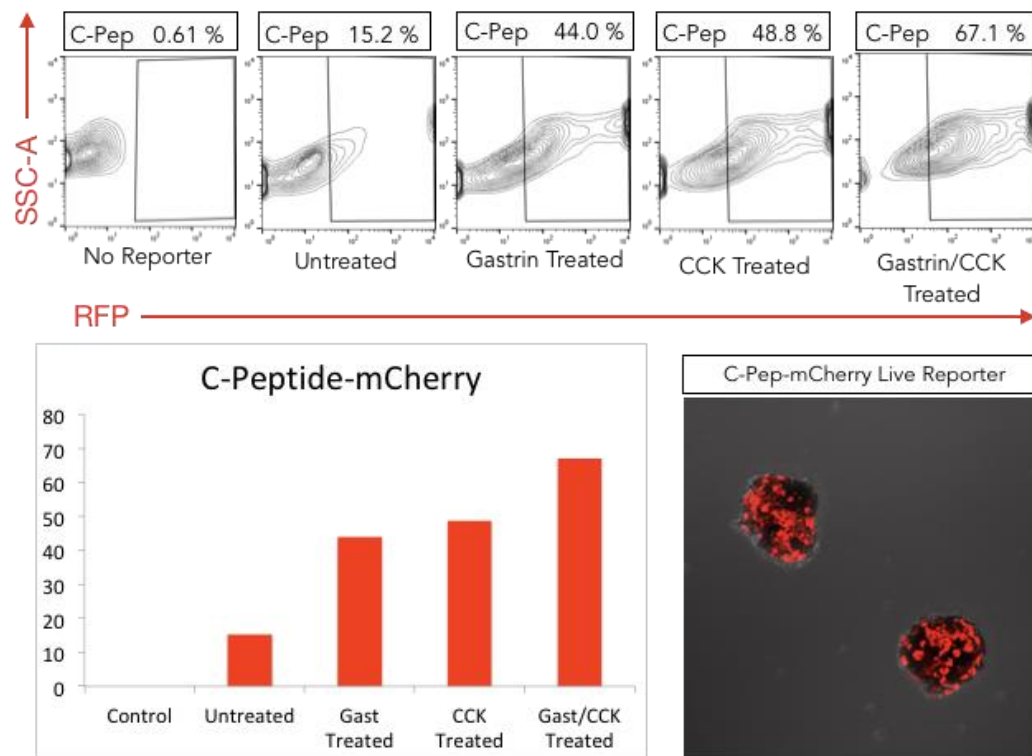 C-Pep 0.61 %
C-Pep 15.2 %
C-Pep 44.0 %
C-Pep 48.8 %
C-Pep 67.1 %
SSC-A
No Reporter
Untreated
Gastrin Treated
CCK Treated
Gastrin/CCK
Treated
RFP
C-Peptide-mCherry
80
70
60
50
40
30
20
10
0
Control
Untreated
Gast
Treated
CCK
Treated
Gast/CCK
Treated
C-Pep-mCherry Live Reporter